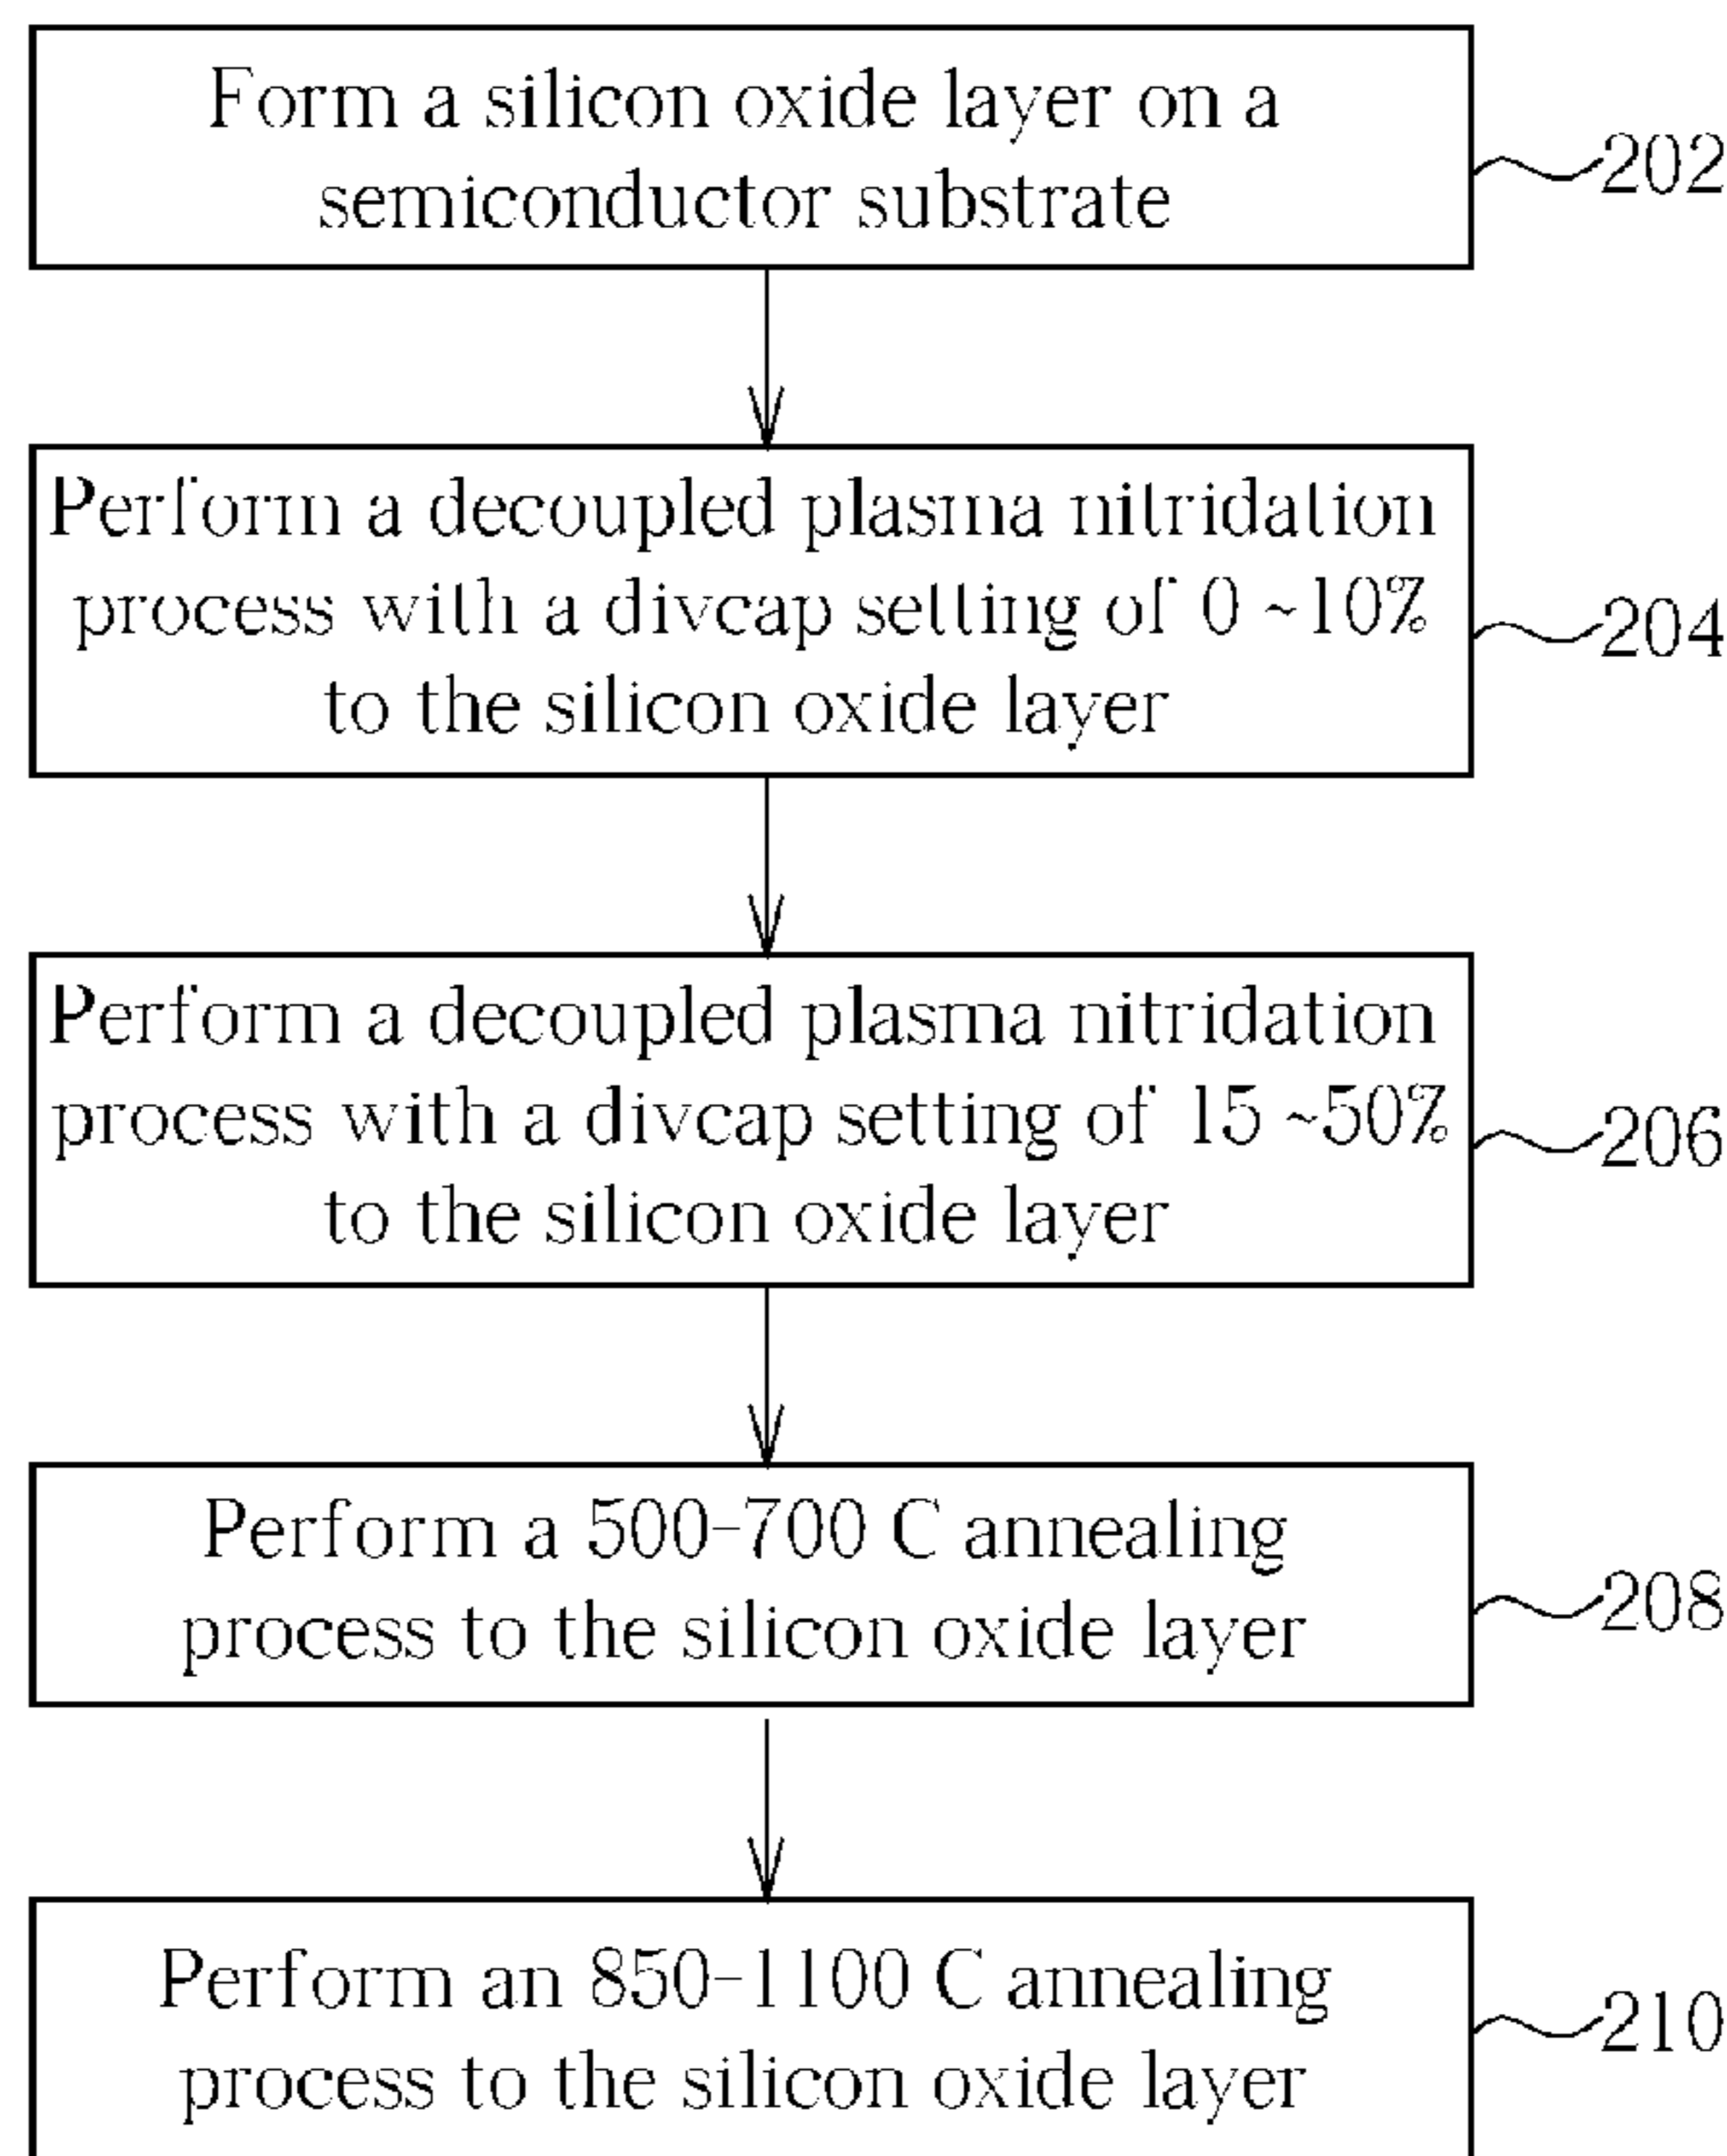 Form a silicon oxide layer on a
semiconductor substrate
202
Perform a decoupled plasma nitridation
process with a divcap setting of 0 ~10%
to the silicon oxide layer
204
Perform a decoupled plasma nitridation
process with a divcap setting of 15 ~50%
to the silicon oxide layer
206
Perform a 500-700 C annealing
process to the silicon oxide layer
208
Perform an 850-1100 C annealing
process to the silicon oxide layer
210